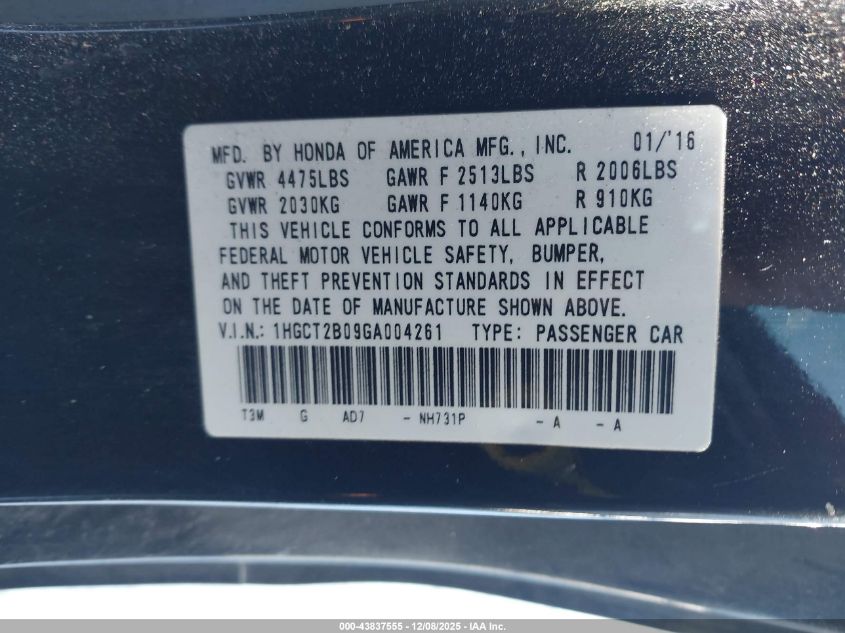 MFD. BY HONDA OF AMERICA MFG., INC. 01/'16
GVWR 4475LBS GAWR F 2513LBS R 2006LBS
GVWR 2030KG GAWR F 1140KG R 910KG
THIS VEHICLE CONFORMS TO ALL APPLICABLE
FEDERAL MOTOR VEHICLE SAFETY, BUMPER,
AND THEFT PREVENTION STANDARDS IN EFFECT
ON THE DATE OF MANUFACTURE SHOWN ABOVE.
V.I.N.: 1HGCT2B09GA004261 TYPE: PASSENGER CAR
T3M G AD7 - NH731P - A - A
000-43837555 - 12/08/2025 - IAA Inc.